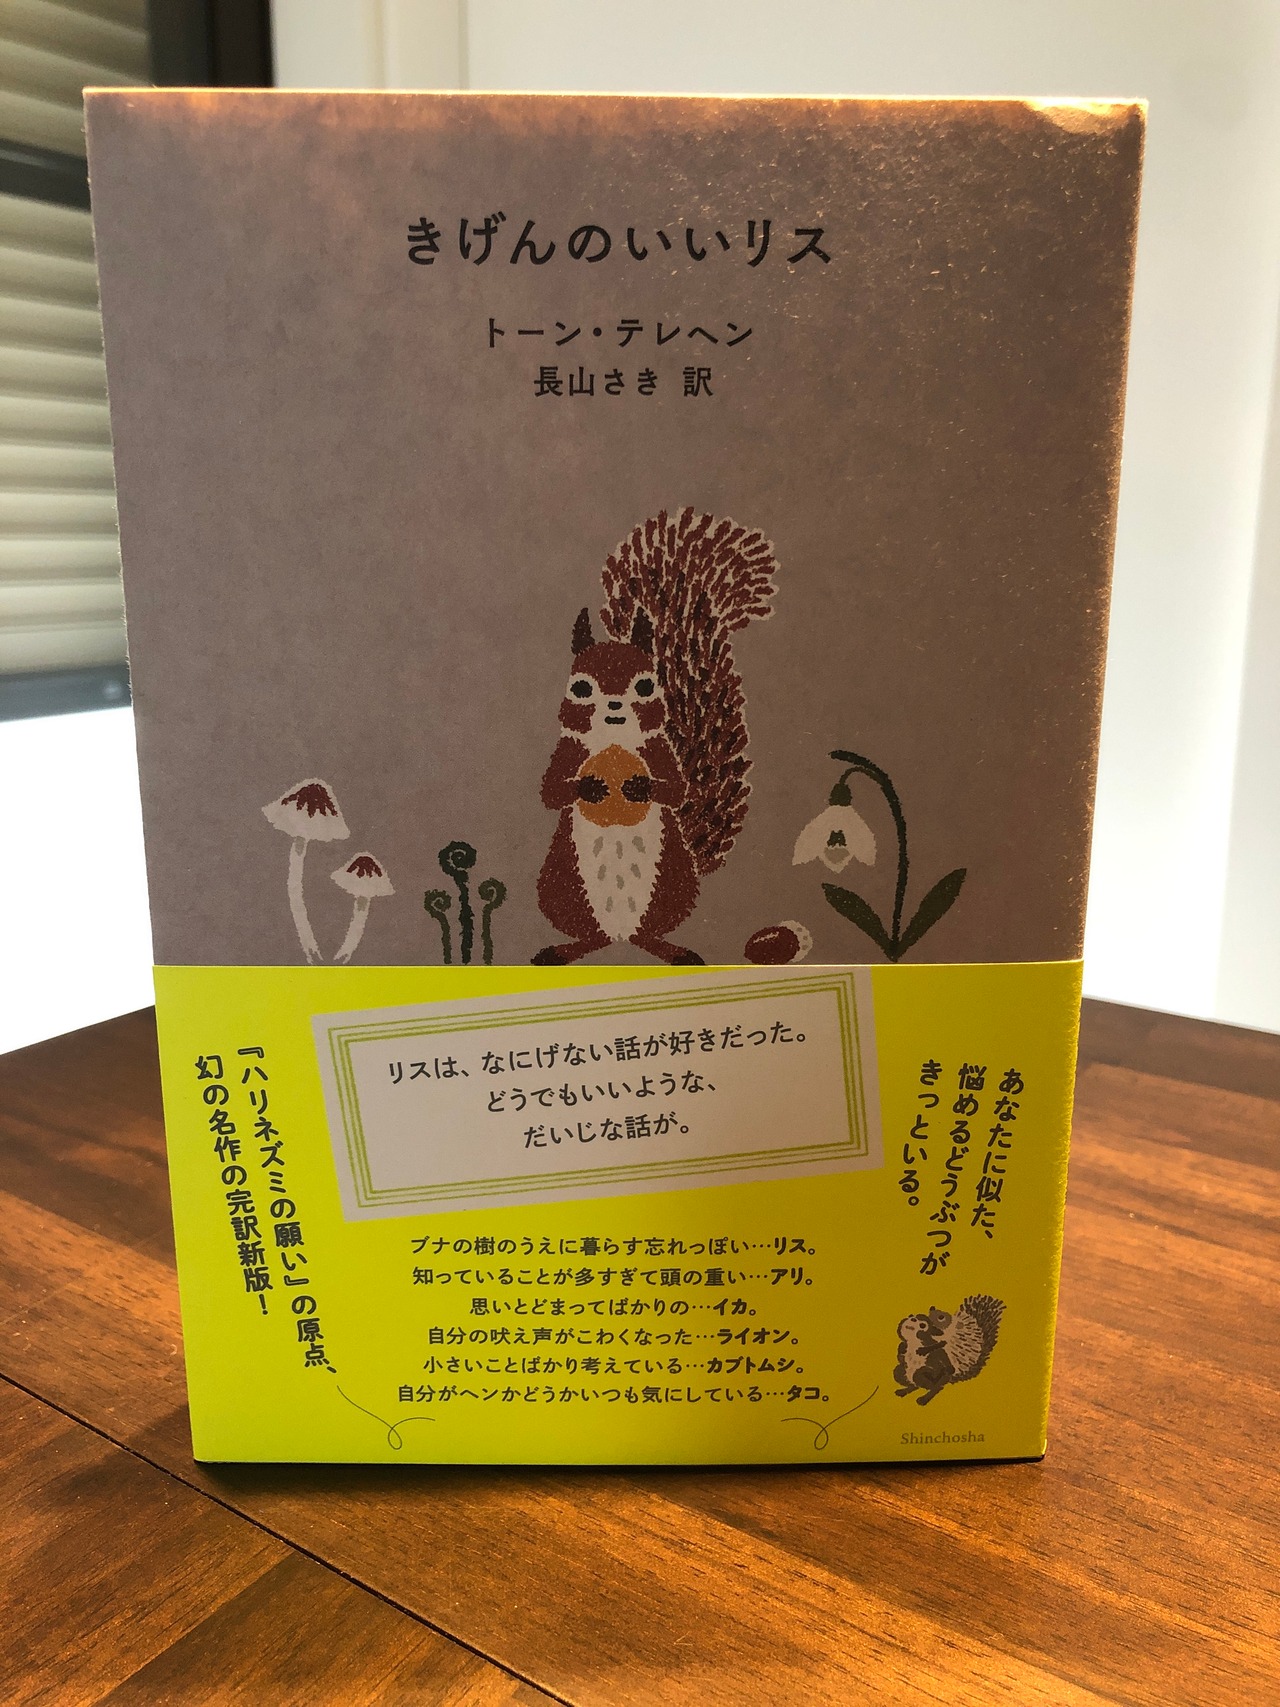 きげんのいいリス
トーン・テレヘン
長山さき 訳
リスは、なにげない話が好きだった。
どうでもいいような、
だいじな話が。
あなたに似た、
悩めるどうぶつが
きっといる。
『ハリネズミの願い』の原点、
幻の名作の完訳新版!
ブナの樹のうえに暮らす忘れっぽい…リス。
知っていることが多すぎて頭の重い…アリ。
思いとどまってばかりの…イカ。
自分の吠え声がこわくなった…ライオン。
小さいことばかり考えている…カブトムシ。
自分がヘンかどうかいつも気にしている…タコ。
Shinchosha